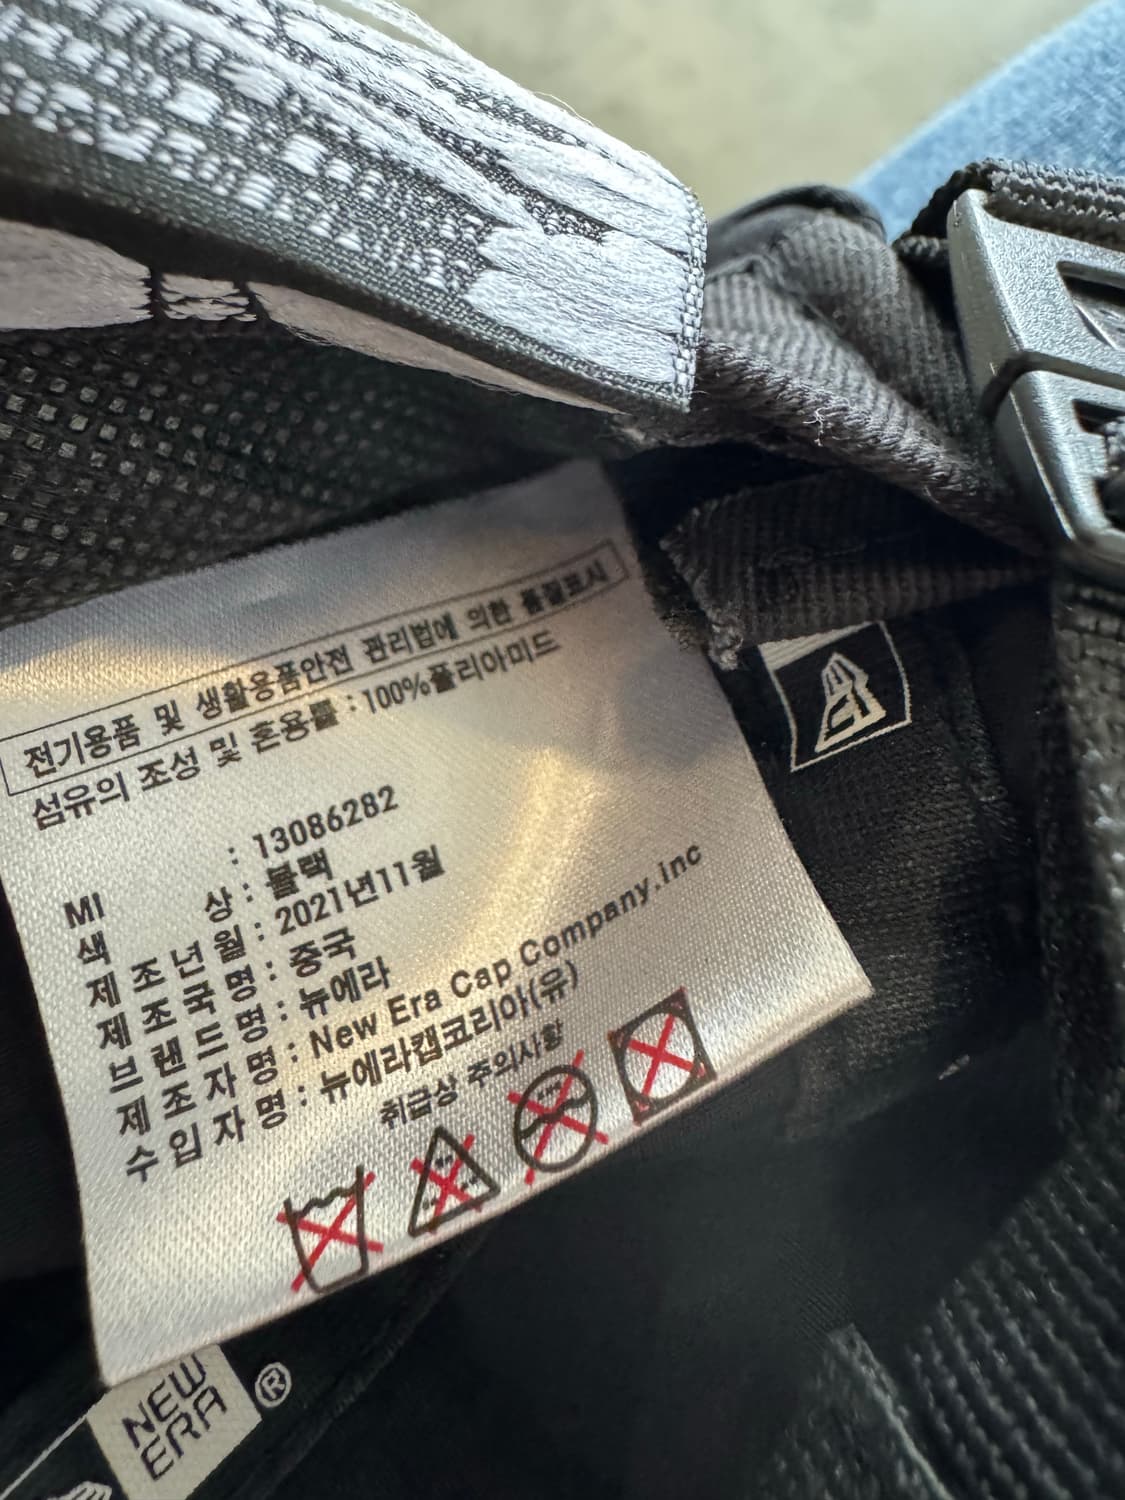 전기용품 및 생활용품안전 관리법에 의한 품질표시
섬유의 조성 및 혼용률 : 100%폴리아미드
MI : 13086282
색 상 : 블랙
제 조 년 월 : 2021년11월
제 조 국 명 : 중국
브 랜 드 명 : 뉴에라
제 조 자 명 : New Era Cap Company.inc
수 입 자 명 : 뉴에라캡코리아(유)
취급상 주의사항
NEW
ERA ®